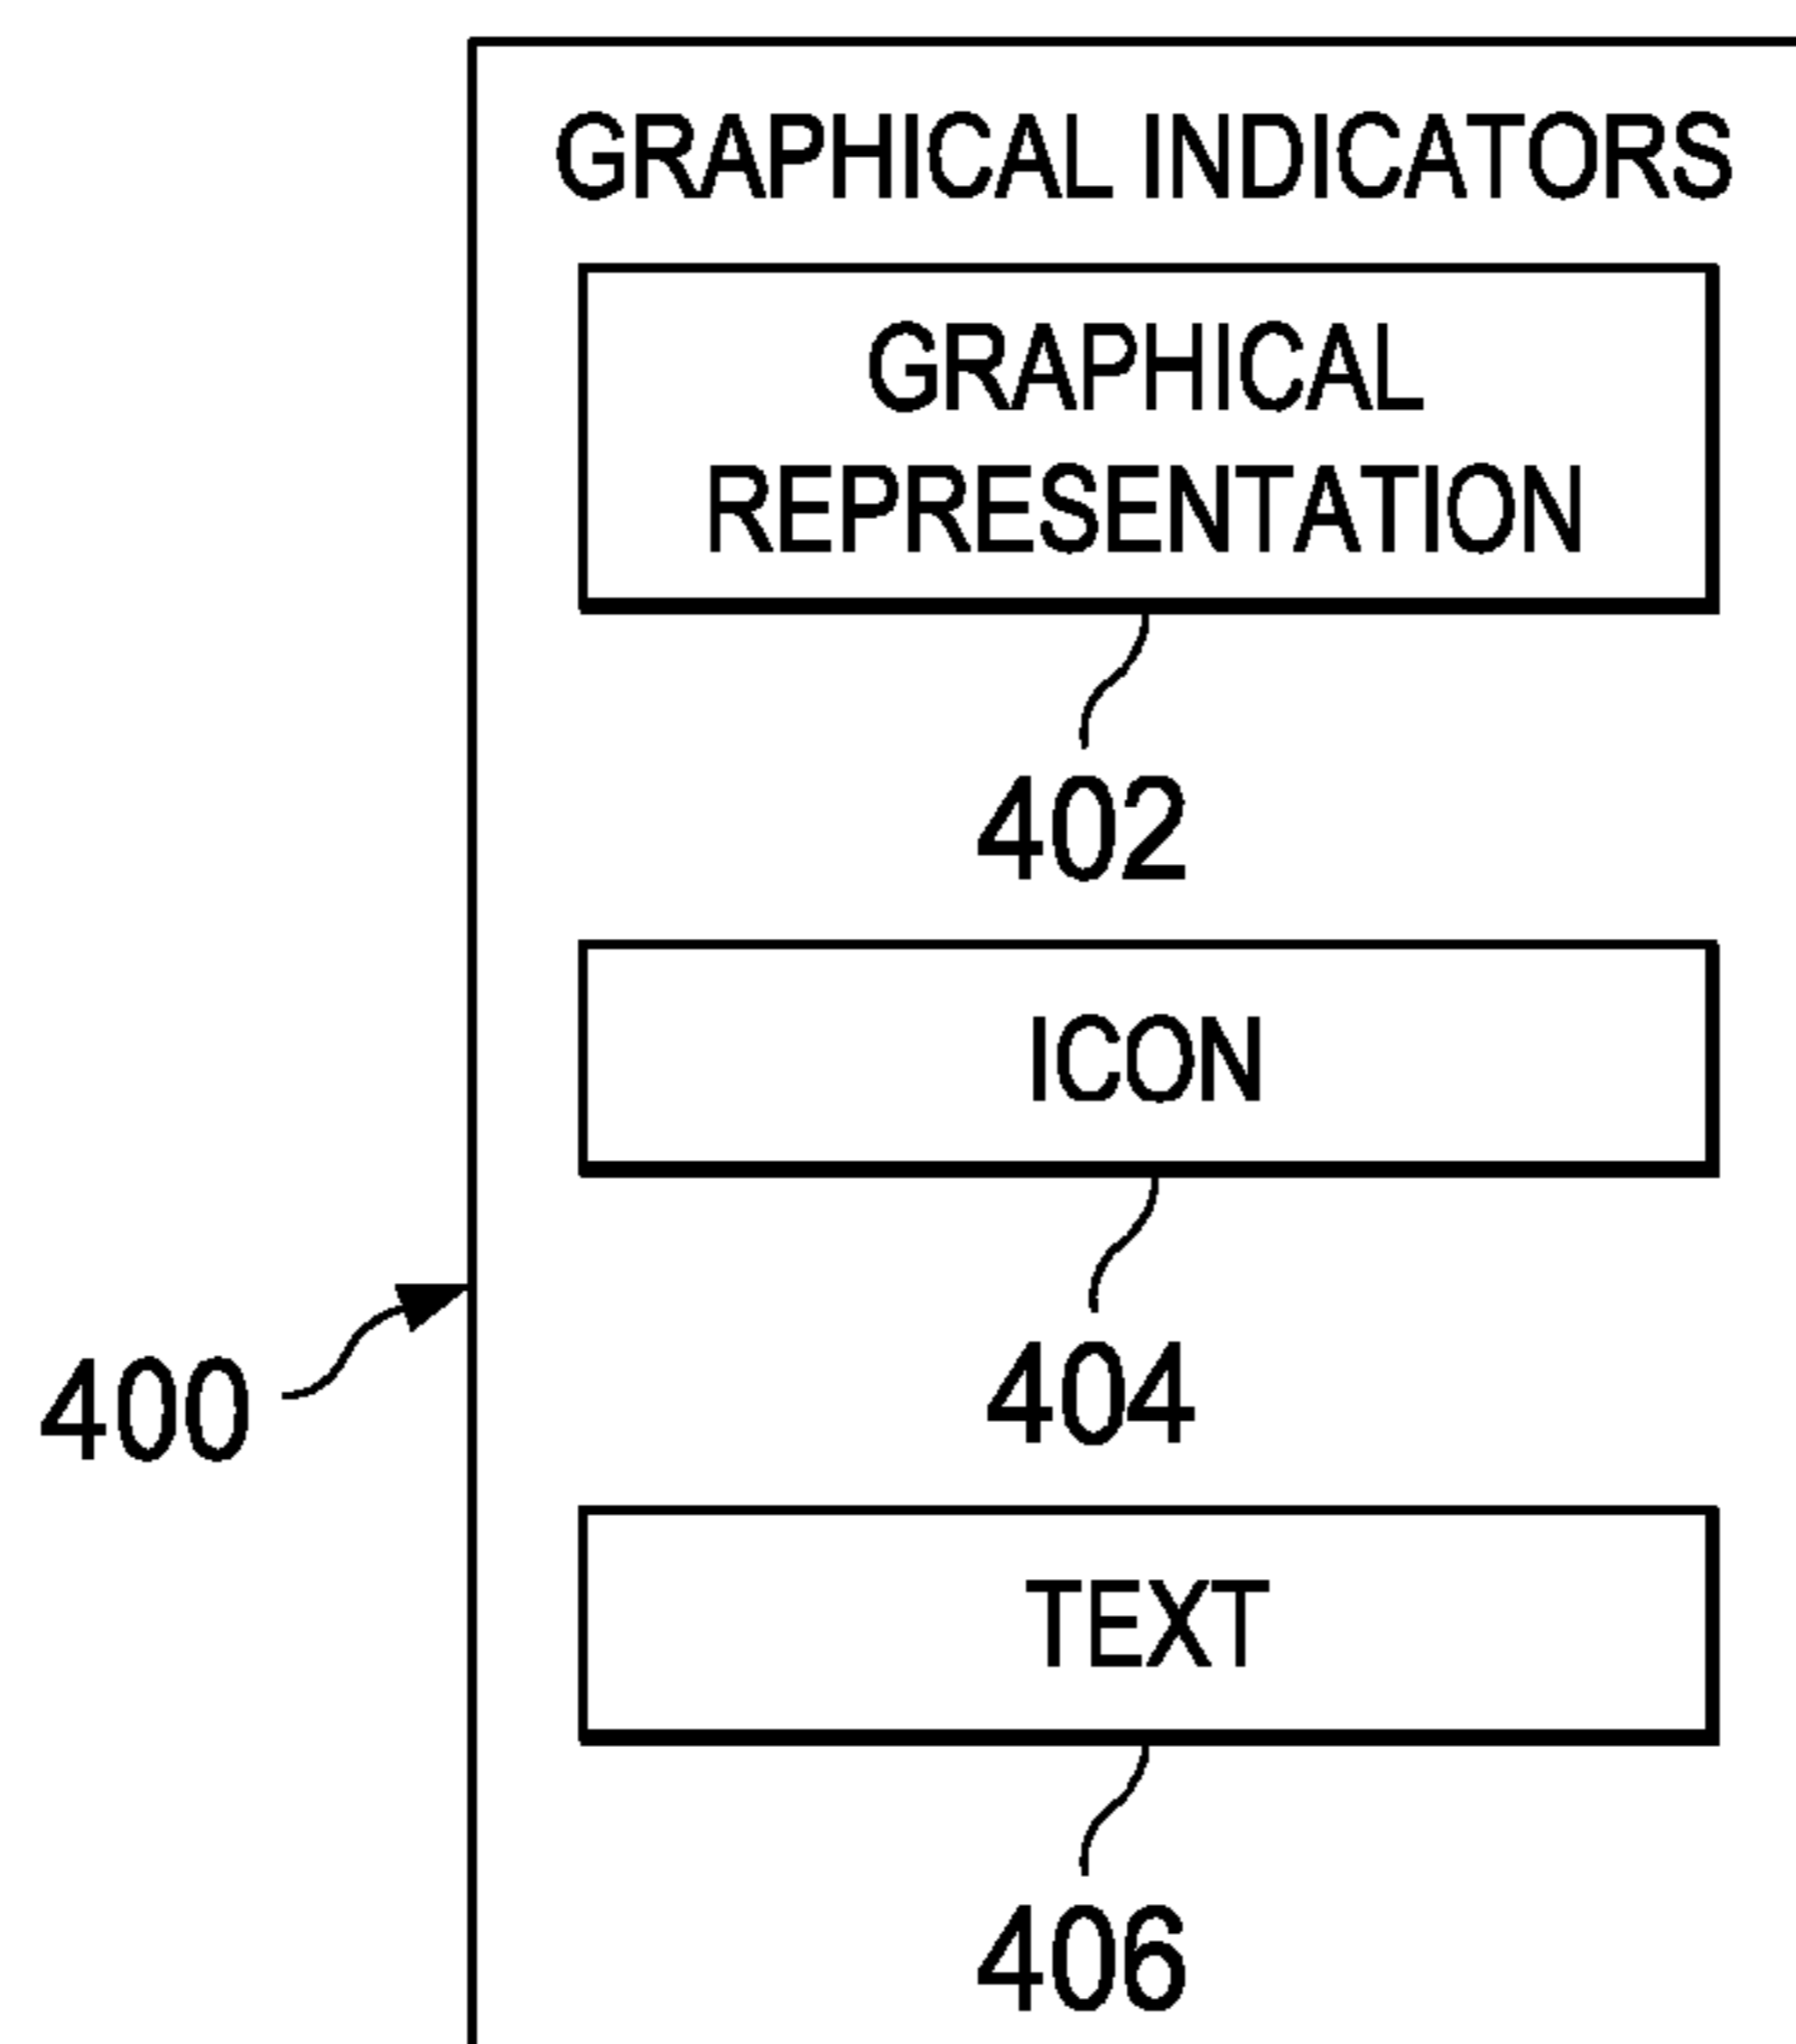 GRAPHICAL INDICATORS
GRAPHICAL
REPRESENTATION
402
ICON
404
400
TEXT
406